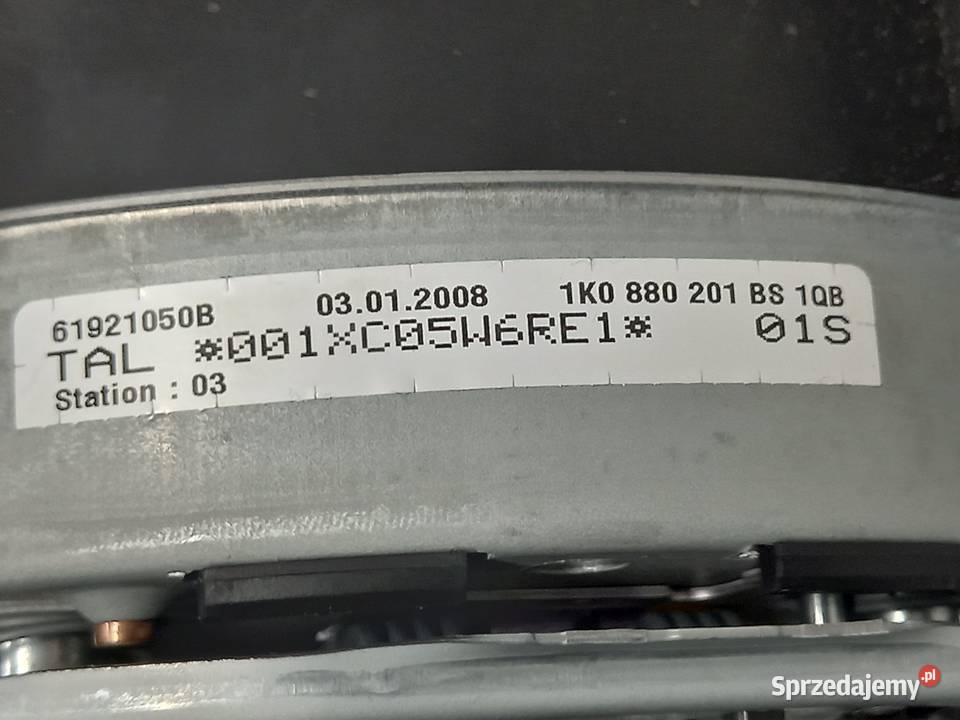 61921050B 03.01.2008 1K0 880 201 BS 1QB
TAL *001XC05W6RE1* 01S
Station : 03
Sprzedajemy.pl